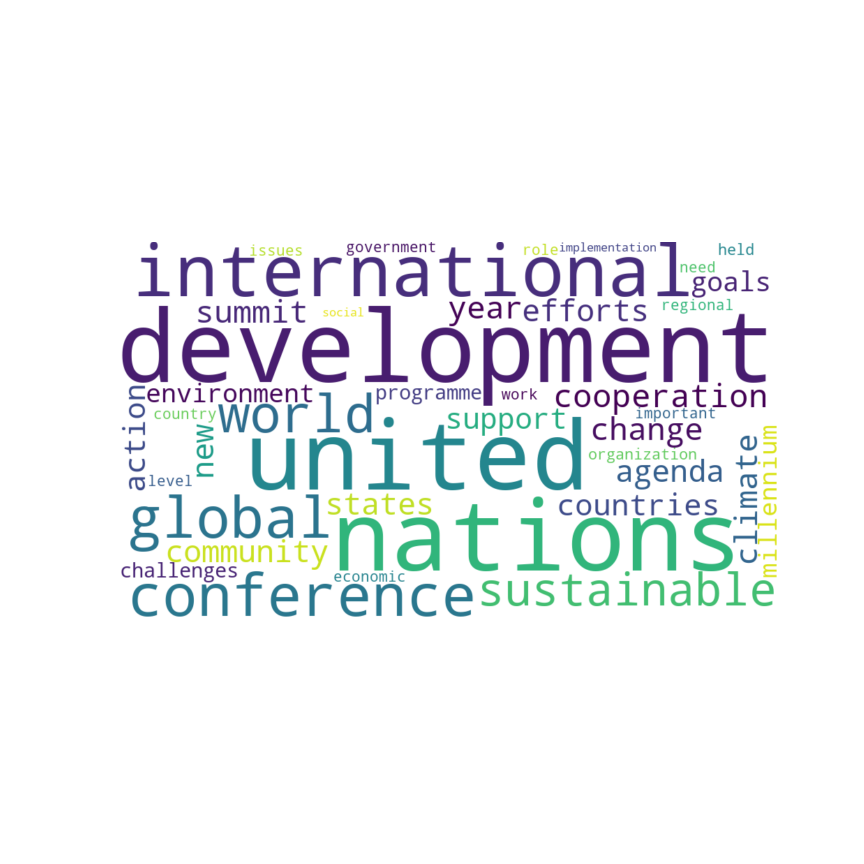 issues government role implementation held
international need
goals
summit social year efforts regional
development
environment programme work cooperation
action country world support important
new united change
organization
level agenda climate millennium
global states countries
community nations
challenges economic
conference sustainable